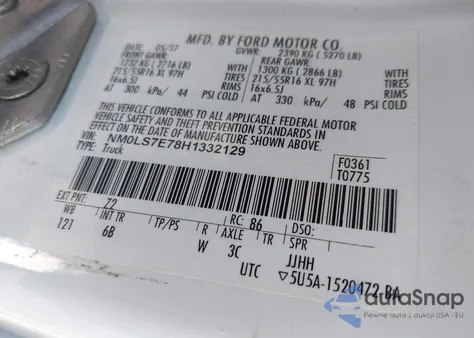 MFD. BY FORD MOTOR CO.
DATE: 05/17 GVWR: 2390 KG ( 5270 LB)
FRONT GAWR: REAR GAWR:
1232 KG ( 2716 LB) WITH 1300 KG ( 2866 LB) WITH
215/55R16 XL 97H TIRES 215/55R16 XL 97H TIRES
16x6.5J RIMS 16x6.5J RIMS
AT 300 kPa/ 44 PSI COLD AT 330 kPa/ 48 PSI COLD
THIS VEHICLE CONFORMS TO ALL APPLICABLE FEDERAL MOTOR
VEHICLE SAFETY AND THEFT PREVENTION STANDARDS IN EFFECT
ON THE DATE OF MANUFACTURE SHOWN ABOVE.
VIN: NM0LS7E78H1332129
TYPE: Truck
F0361
T0775
EXT PNT: Z2 RC: 86 DSO:
WB INT TR TP/PS R AXLE TR SPR
121 6B W 3C JJHH
UTC ▽5U5A-1520472-BA
autoSnap
Pewne auto z USA i EU